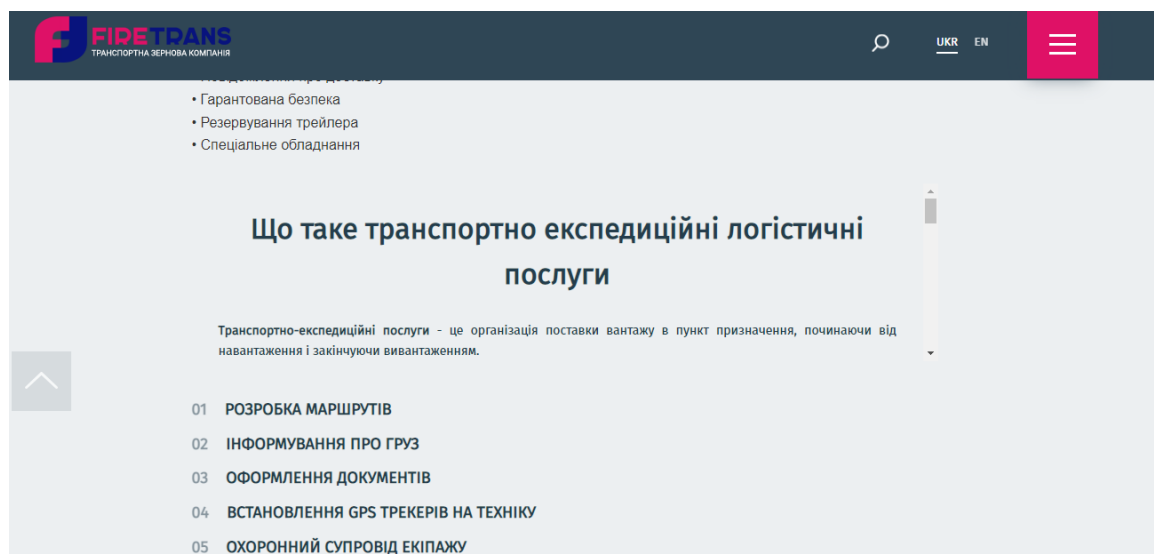 FIRETRANS
ТРАНСПОРТНА ЗЕРНОВА КОМПАНІЯ
UKR EN
• Гарантована безпека
• Резервування трейлера
• Спеціальне обладнання
Що таке транспортно експедиційні логістичні
послуги
Транспортно-експедиційні послуги - це організація поставки вантажу в пункт призначення, починаючи від
навантаження і закінчуючи вивантаженням.
01 РОЗРОБКА МАРШРУТІВ
02 ІНФОРМУВАННЯ ПРО ГРУЗ
03 ОФОРМЛЕННЯ ДОКУМЕНТІВ
04 ВСТАНОВЛЕННЯ GPS ТРЕКЕРІВ НА ТЕХНІКУ
05 ОХОРОННИЙ СУПРОВІД ЕКІПАЖУ